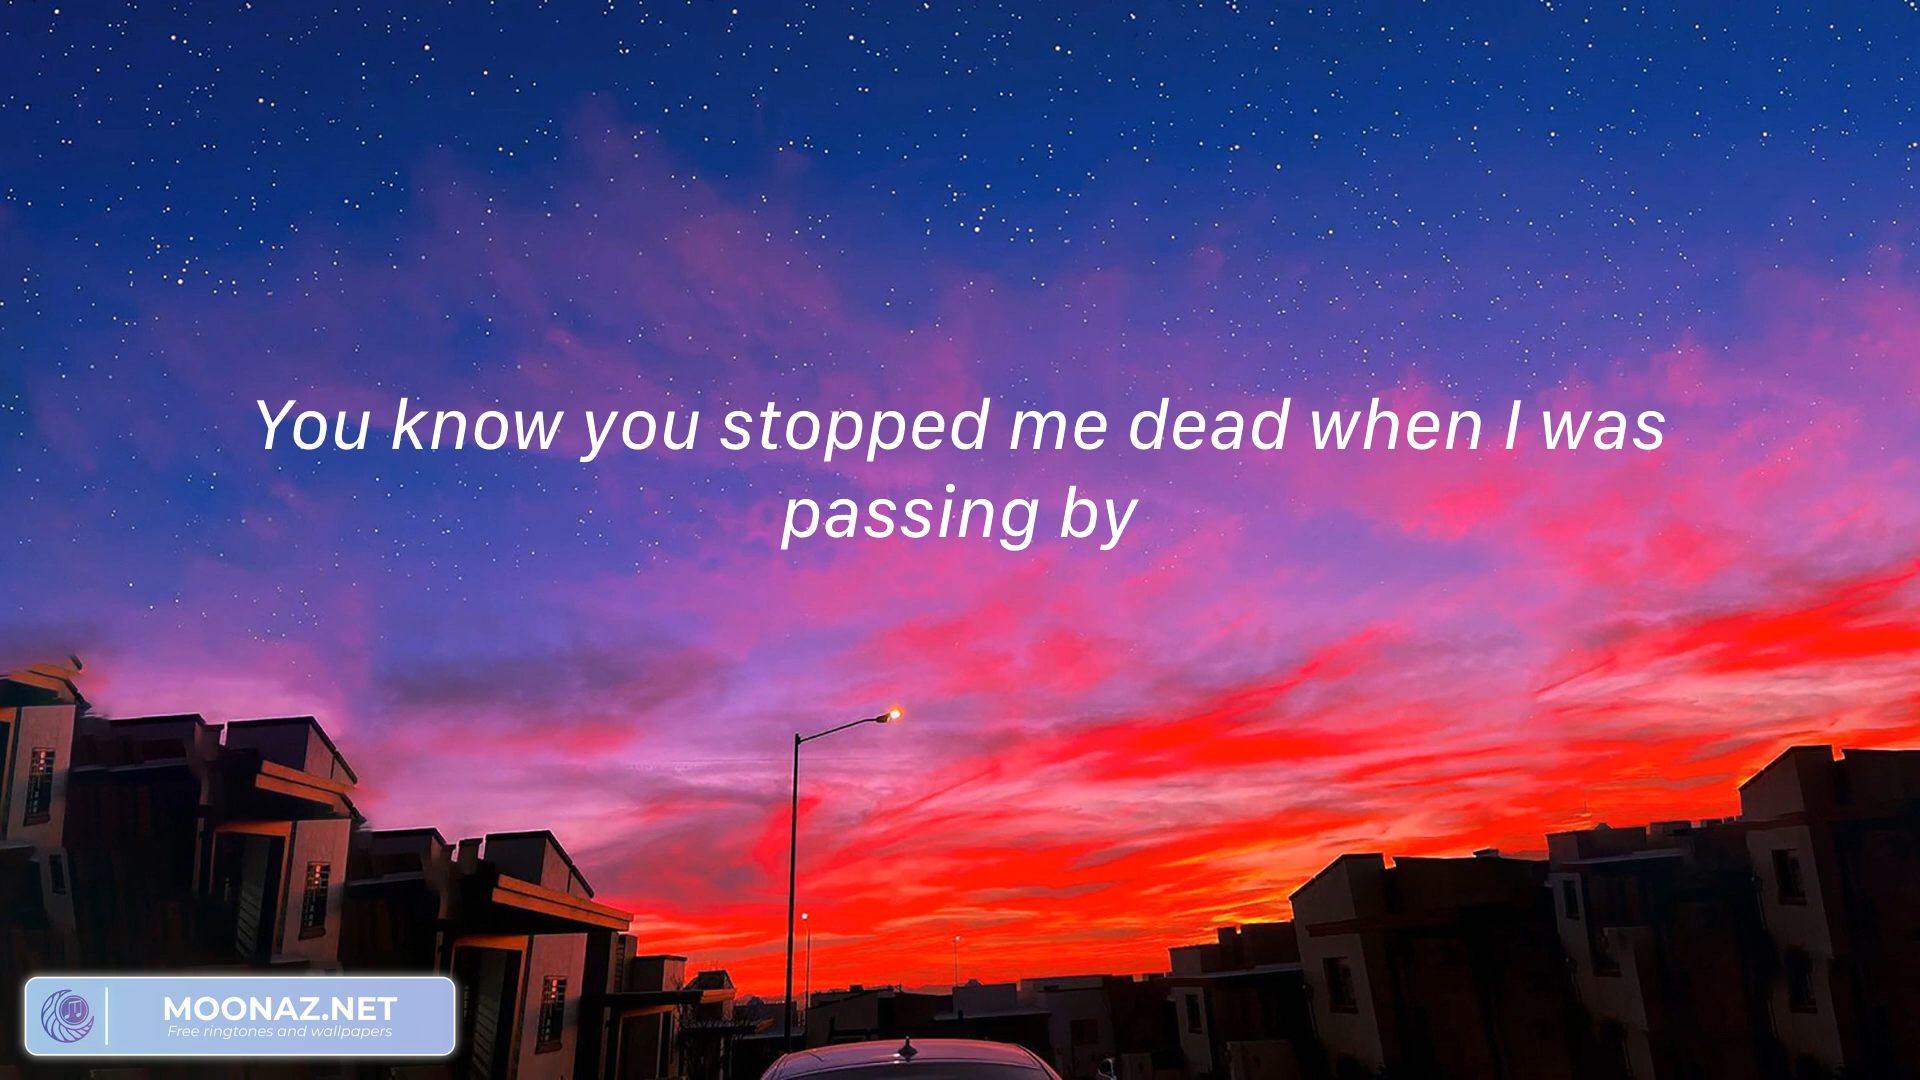 You know you stopped me dead when I was
passing by
MOONAZ.NET
Free ringtones and wallpapers